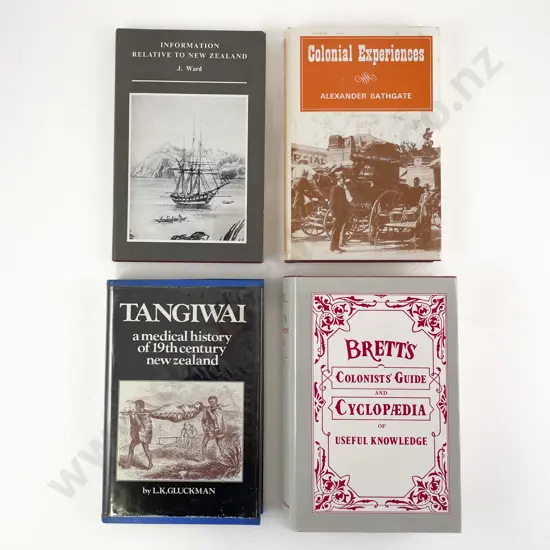 INFORMATION
RELATIVE TO NEW ZEALAND
J. Ward
Colonial Experiences
ALEXANDER BATHGATE
TANGIWAI
a medical history
of 19th century
new zealand
by L.K.GLUCKMAN
BRETT'S
COLONISTS' GUIDE
AND
CYCLOPÆDIA
OF
USEFUL KNOWLEDGE